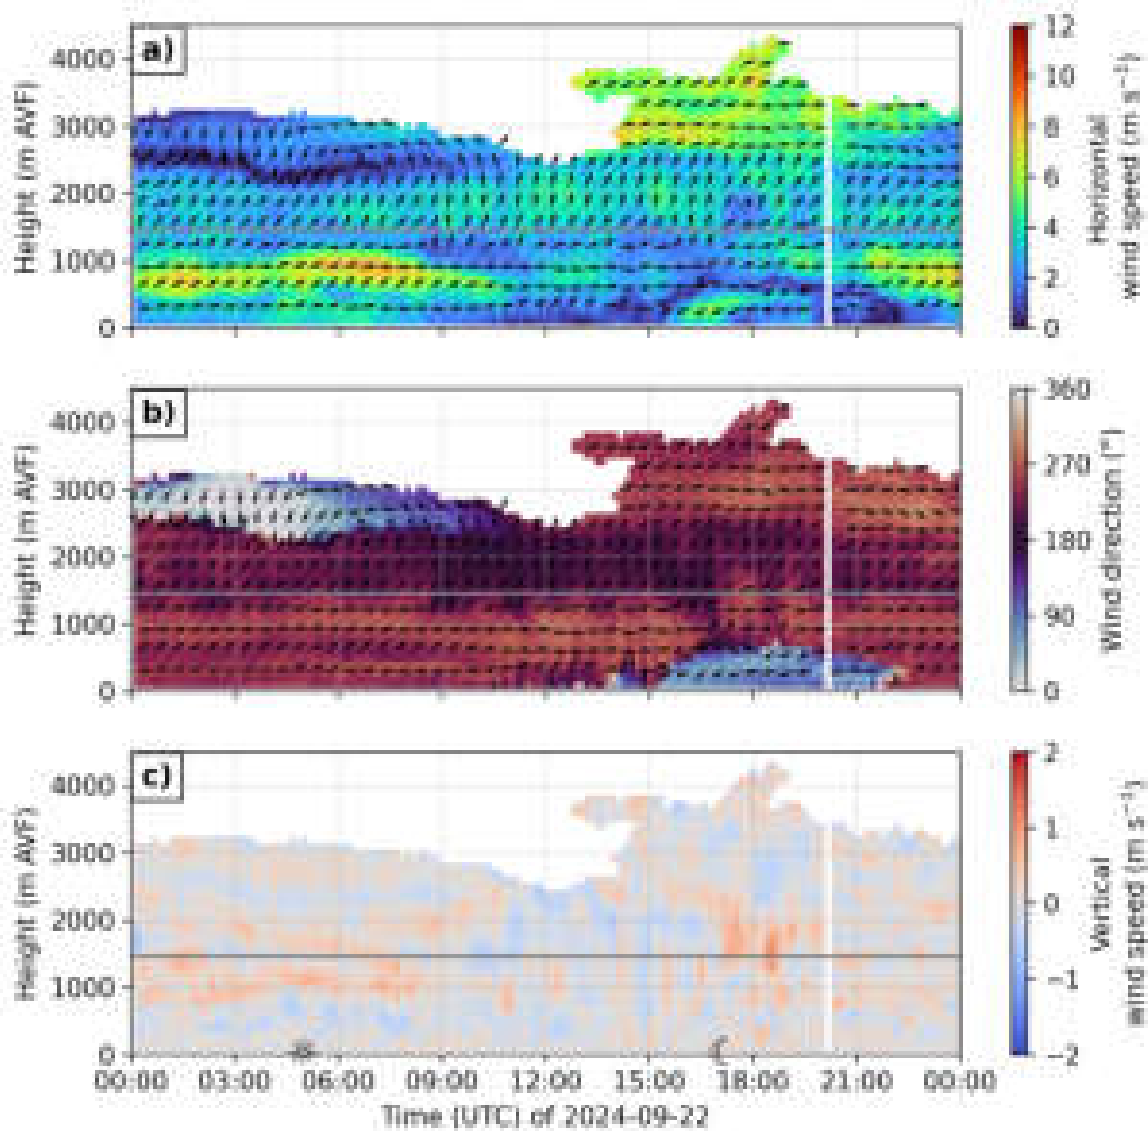 a)
4000
3000
2000
1000
0
Height (m AVF)
12
10
8
6
4
2
0
Horizontal
wind speed (m s⁻¹)
b)
4000
3000
2000
1000
0
Height (m AVF)
360
270
180
90
0
Wind direction (°)
c)
4000
3000
2000
1000
0
Height (m AVF)
2
1
0
−1
−2
Vertical
wind speed (m s⁻¹)
00:00 03:00 06:00 09:00 12:00 15:00 18:00 21:00 00:00
Time (UTC) of 2024-09-22